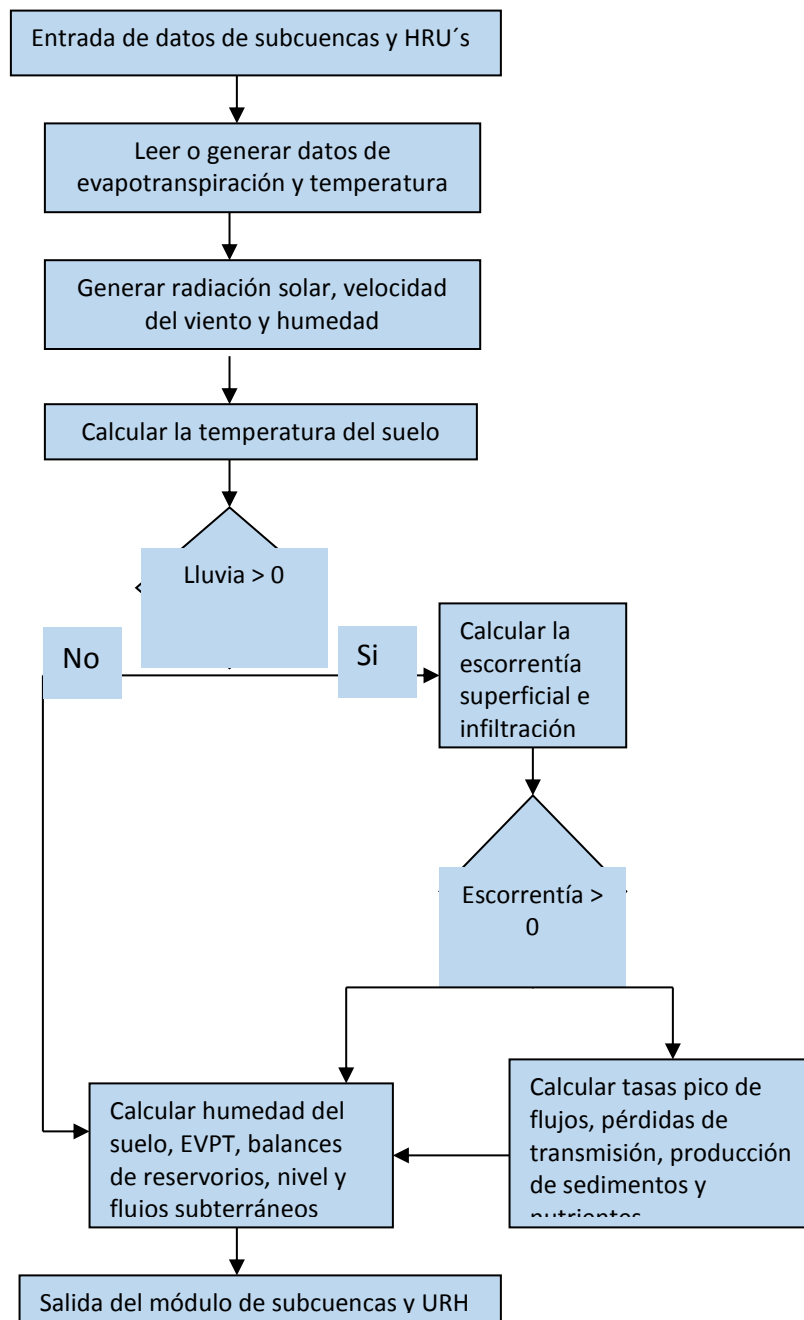 Entrada de datos de subcuencas y HRU´s
Leer o generar datos de
evapotranspiración y temperatura
Generar radiación solar, velocidad
del viento y humedad
Calcular la temperatura del suelo
Lluvia > 0
No
Si
Calcular la
escorrentía
superficial e
infiltración
Escorrentía >
0
Calcular humedad del
suelo, EVPT, balances
de reservorios, nivel y
flujos subterráneos
Calcular tasas pico de
flujos, pérdidas de
transmisión, producción
de sedimentos y
nutrientes
Salida del módulo de subcuencas y URH